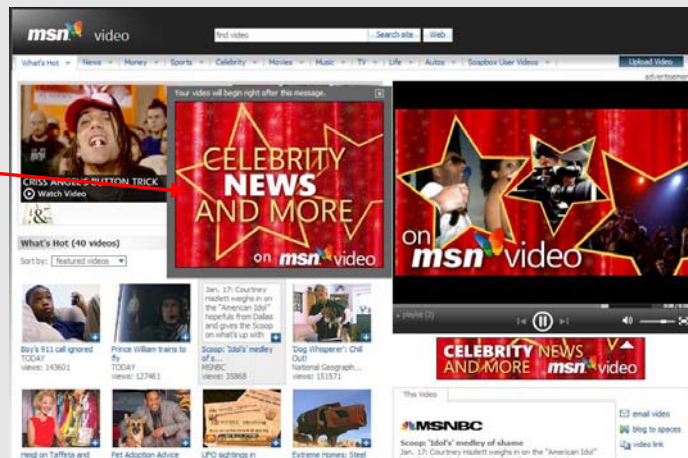 msn video
find video
Search site
Web
What's Hot
News
Money
Sports
Celebrity
Movies
Music
TV
Life
Autos
Soapbox User Videos
Upload Video
advertisement
Your video will begin right after this message.
CELEBRITY
NEWS
AND MORE
on msn video
CRISS ANGEL'S BUTTON TRICK
Watch Video
What's Hot (40 videos)
Sort by: featured videos
on
msn video
Boy's 911 call ignored
TODAY
views: 143601
Prince William trains to
fly
TODAY
views: 127461
Jan. 17: Courtney
Hazlett weighs in on
the "American Idol"
hopefuls from Dallas
and gives the Scoop
on what's up with
Scoop: 'Idol's' medley
of s...
MSNBC
views: 35868
'Dog Whisperer': Chill
Out!
National Geograph...
views: 151571
playlist (2)
CELEBRITY NEWS
AND MORE msn video
This Video
MSNBC
Scoop: 'Idol's' medley of shame
Jan. 17: Courtney Hazlett weighs in on the "American Idol"
email video
blog to spaces
video link
Heidi on Taffeta and
Pet Adoption Advice
UFO sightings in
Extreme Homes: Steel